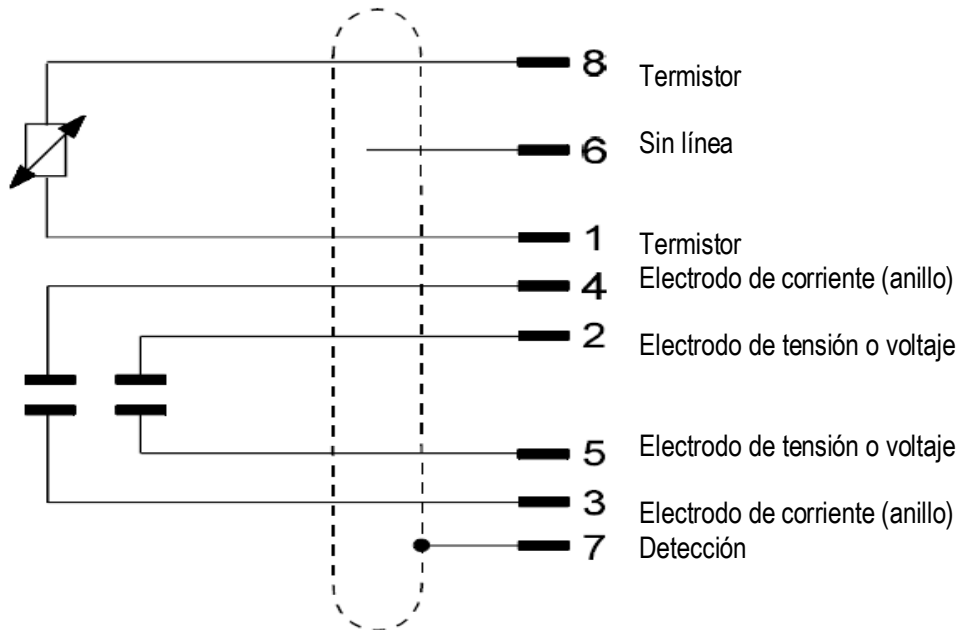 8 Termistor
6 Sin línea
1 Termistor
4 Electrodo de corriente (anillo)
2 Electrodo de tensión o voltaje
5 Electrodo de tensión o voltaje
3 Electrodo de corriente (anillo)
7 Detección